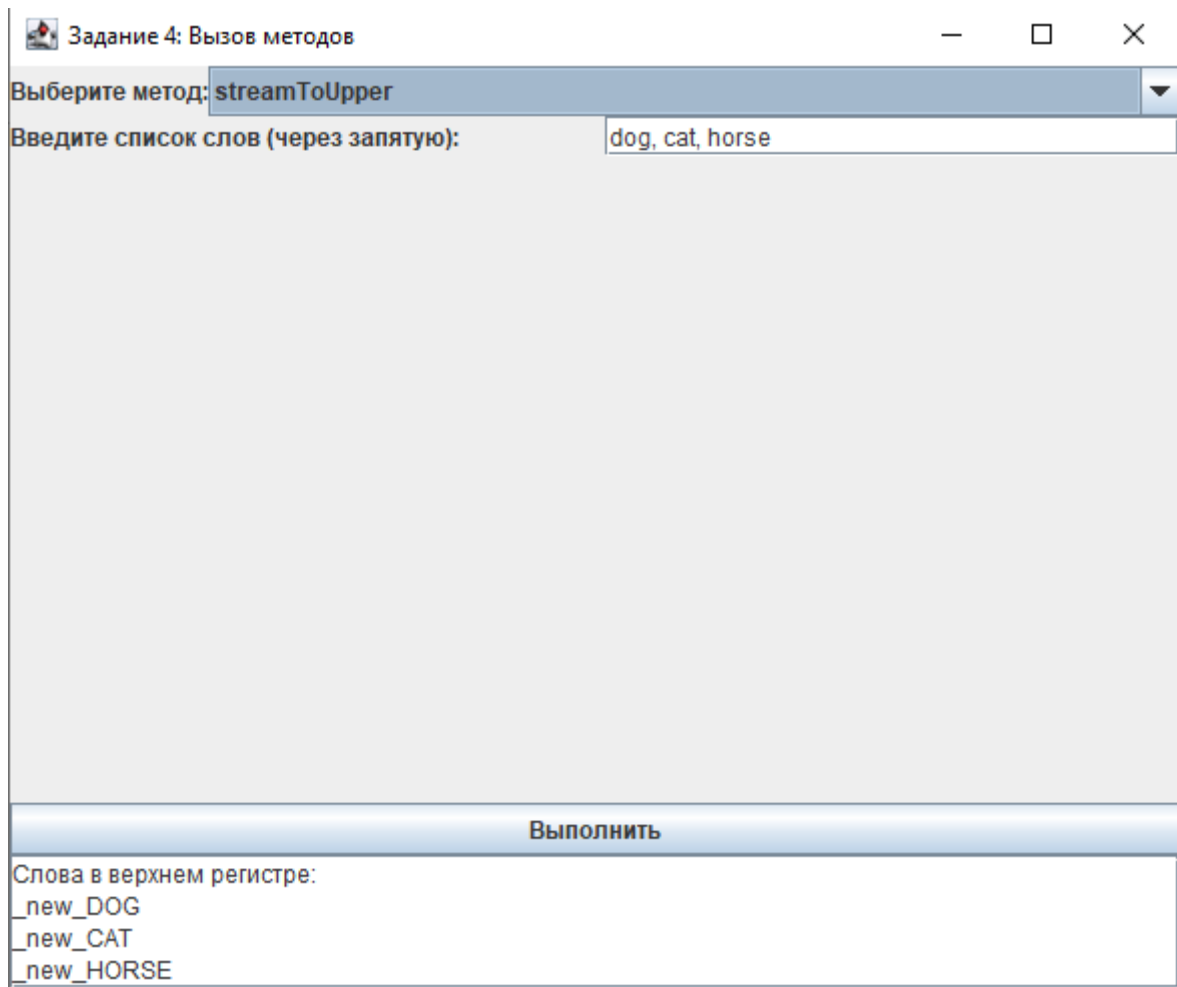 Задание 4: Вызов методов
Выберите метод: streamToUpper
Введите список слов (через запятую): dog, cat, horse
Выполнить
Слова в верхнем регистре:
_new_DOG
_new_CAT
_new_HORSE